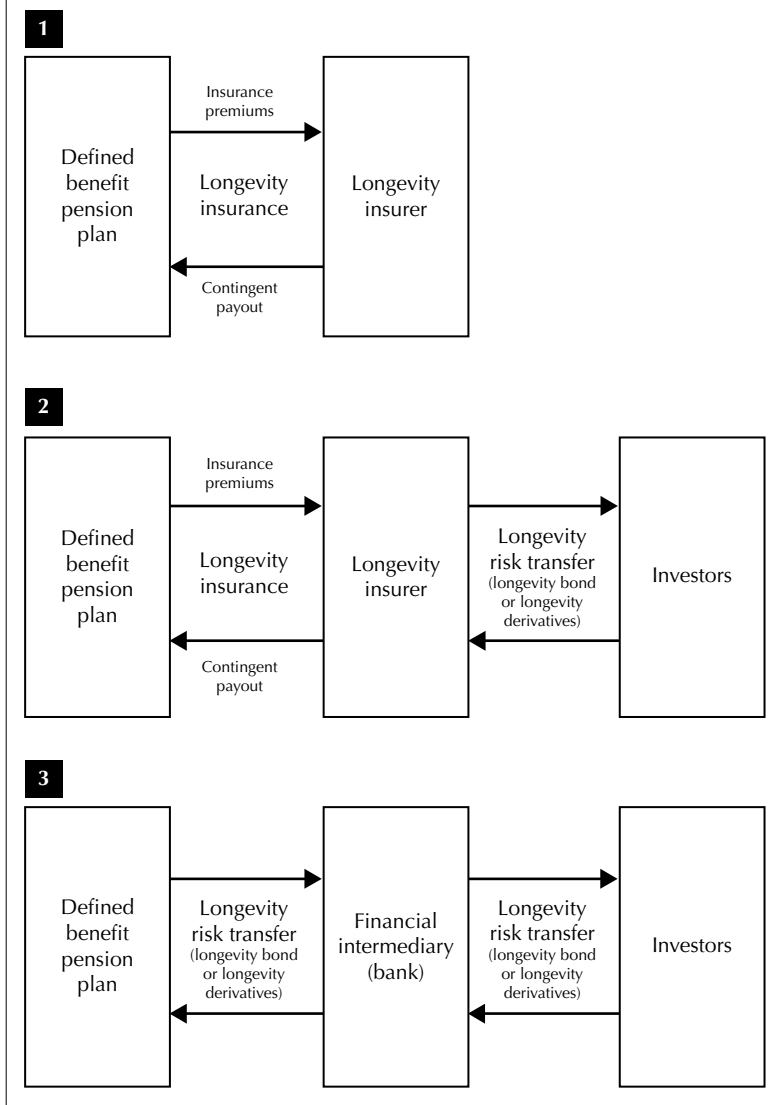 1
Insurance
premiums
Defined
benefit
pension
plan
Longevity
insurance
Longevity
insurer
Contingent
payout
2
Insurance
premiums
Defined
benefit
pension
plan
Longevity
insurance
Contingent
payout
Longevity
insurer
Longevity
risk transfer
(longevity bond
or longevity
derivatives)
Investors
3
Defined
benefit
pension
plan
Longevity
risk transfer
(longevity bond
or longevity
derivatives)
Financial
intermediary
(bank)
Longevity
risk transfer
(longevity bond
or longevity
derivatives)
Investors